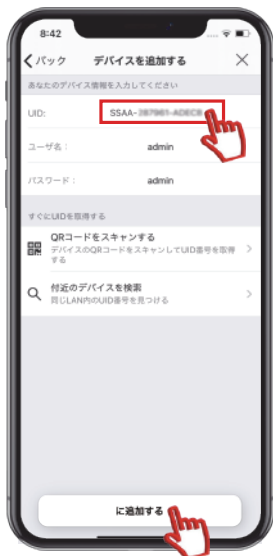 8:42
バック デバイスを追加する
あなたのデバイス情報を入力してください
UID: SSAA-
ユーザ名： admin
パスワード： admin
すぐにUIDを取得する
QRコードをスキャンする
デバイスのQRコードをスキャンしてUID番号を取得
する
付近のデバイスを検索
同じLAN内のUID番号を見つける
に追加する